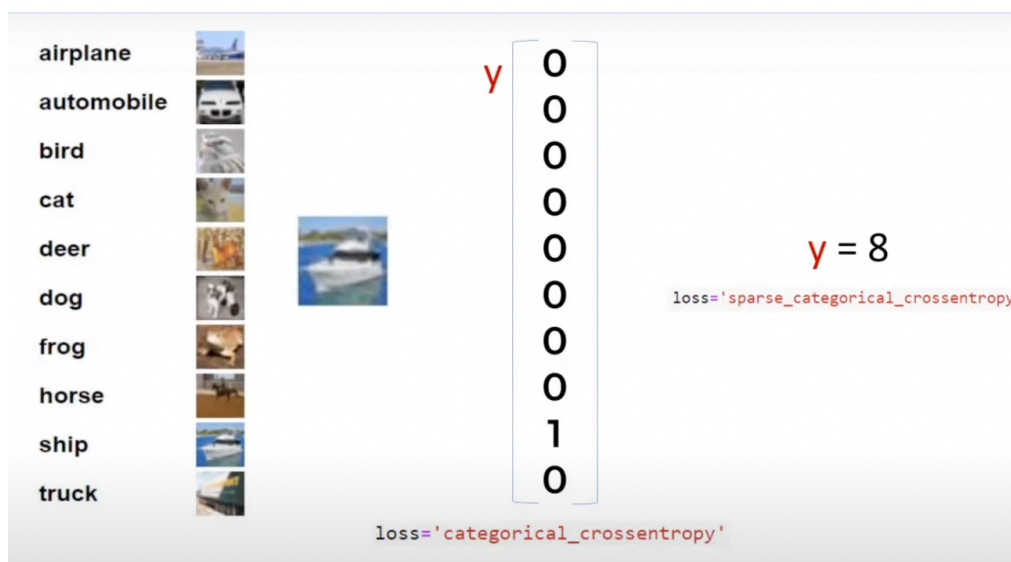 airplane
automobile
bird
cat
deer
dog
frog
horse
ship
truck
y
0
0
0
0
0
0
0
0
1
0
loss='categorical_crossentropy'
y = 8
loss='sparse_categorical_crossentropy